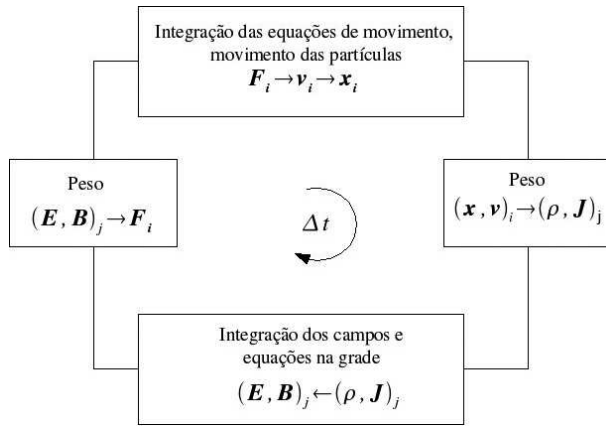 Integração das equações de movimento,
movimento das partículas
F_i → v_i → x_i
Peso
(E, B)_j → F_i
Peso
(x, v)_i → (ρ, J)_j
Δt
Integração dos campos e
equações na grade
(E, B)_j ← (ρ, J)_j